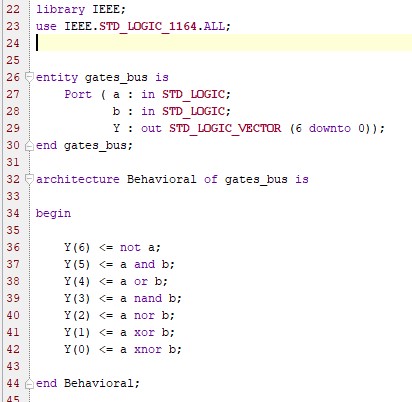 22 library IEEE;
23 use IEEE.STD_LOGIC_1164.ALL;
24
25
26 entity gates_bus is
27     Port ( a : in STD_LOGIC;
28            b : in STD_LOGIC;
29            Y : out STD_LOGIC_VECTOR (6 downto 0));
30 end gates_bus;
31
32 architecture Behavioral of gates_bus is
33
34 begin
35
36     Y(6) <= not a;
37     Y(5) <= a and b;
38     Y(4) <= a or b;
39     Y(3) <= a nand b;
40     Y(2) <= a nor b;
41     Y(1) <= a xor b;
42     Y(0) <= a xnor b;
43
44 end Behavioral;
45